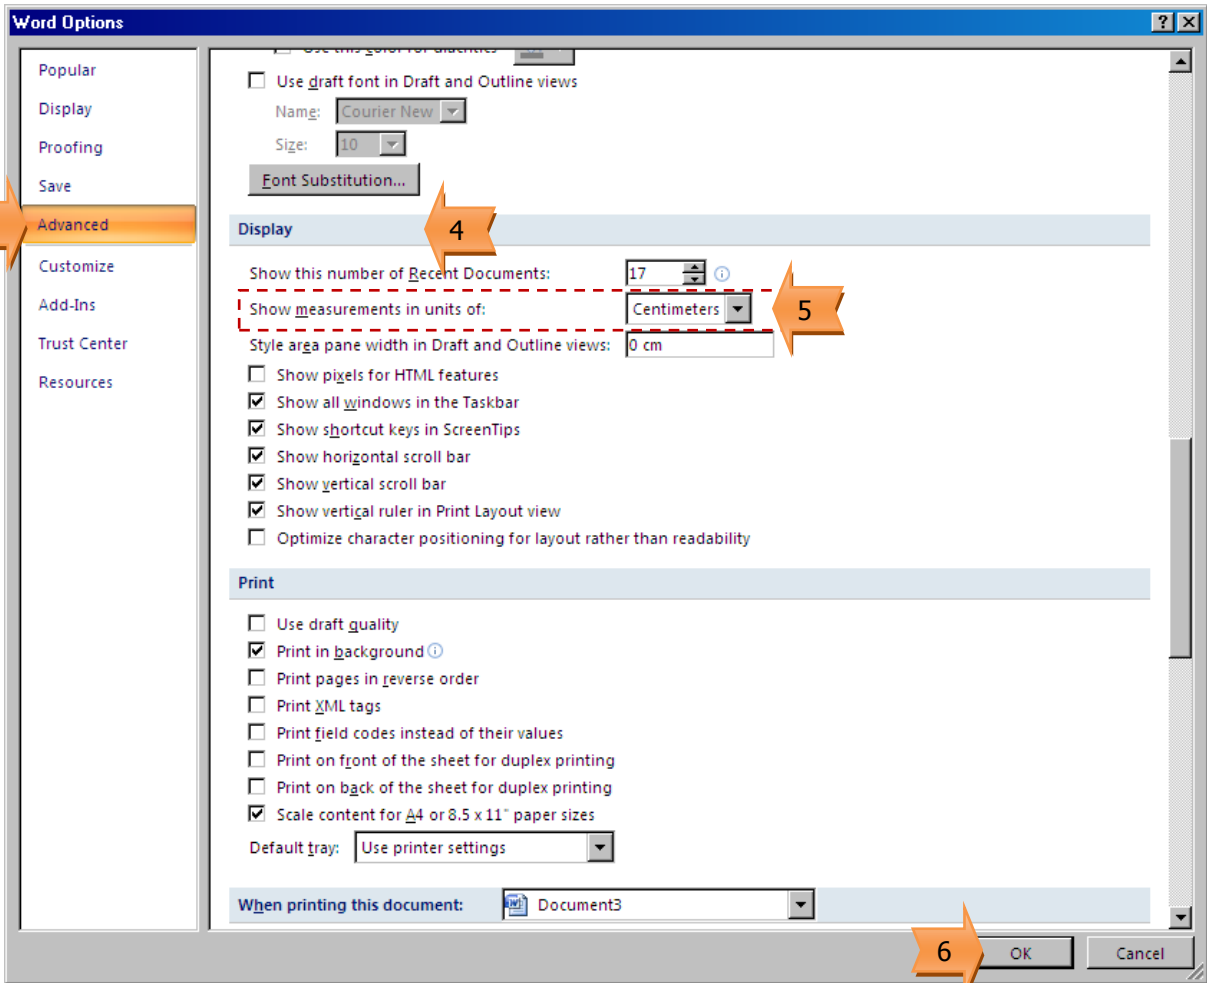 Word Options
Popular
Display
Proofing
Save
Advanced
Customize
Add-Ins
Trust Center
Resources
Use this color for diacritics
Use draft font in Draft and Outline views
Name: Courier New
Size: 10
Font Substitution...
Display
4
Show this number of Recent Documents: 17
Show measurements in units of: Centimeters
5
Style area pane width in Draft and Outline views: 0 cm
Show pixels for HTML features
Show all windows in the Taskbar
Show shortcut keys in ScreenTips
Show horizontal scroll bar
Show vertical scroll bar
Show vertical ruler in Print Layout view
Optimize character positioning for layout rather than readability
Print
Use draft quality
Print in background
Print pages in reverse order
Print XML tags
Print field codes instead of their values
Print on front of the sheet for duplex printing
Print on back of the sheet for duplex printing
Scale content for A4 or 8.5 x 11" paper sizes
Default tray: Use printer settings
When printing this document: Document3
6
OK Cancel